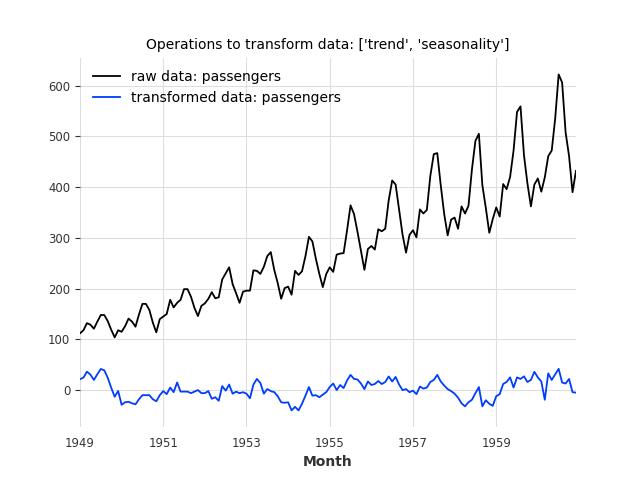 Operations to transform data: ['trend', 'seasonality']
raw data: passengers
transformed data: passengers
600
500
400
300
200
100
0
1949 1951 1953 1955 1957 1959
Month